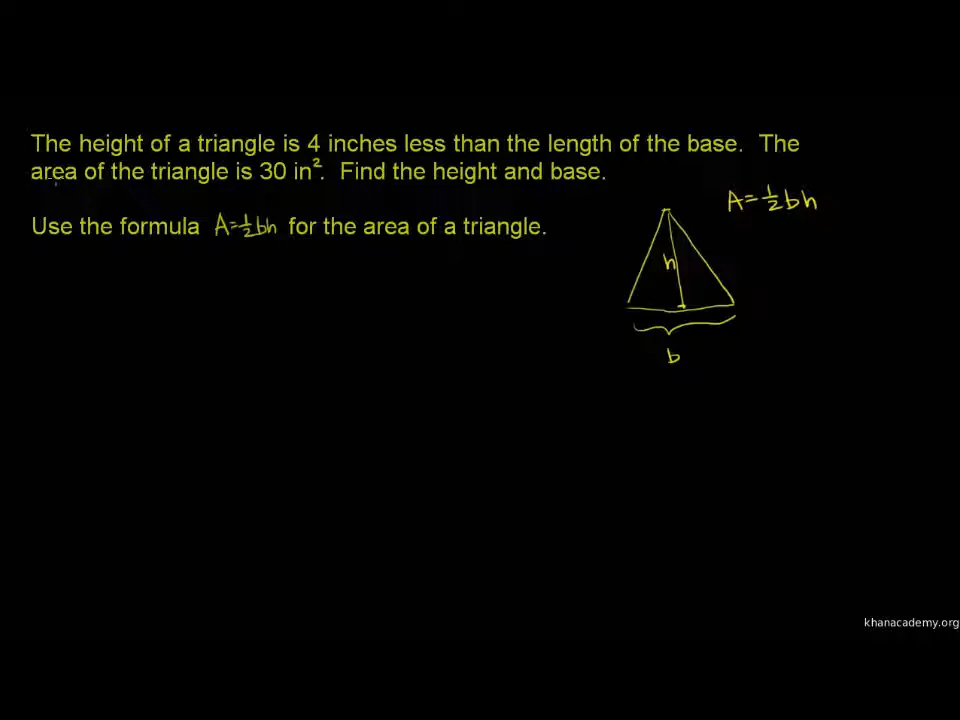 The height of a triangle is 4 inches less than the length of the base. The
area of the triangle is 30 in². Find the height and base.
A=½bh
Use the formula A=½bh for the area of a triangle.
h
b
khanacademy.org